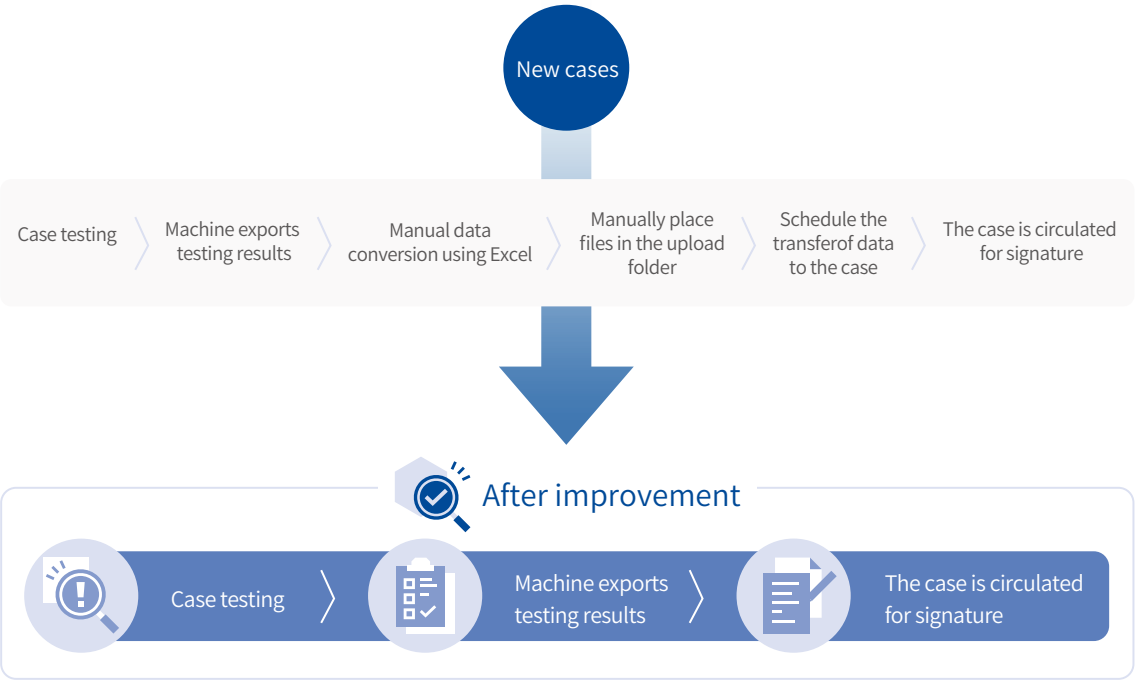 New cases
Case testing
Machine exports
testing results
Manual data
conversion using Excel
Manually place
files in the upload
folder
Schedule the
transferof data
to the case
The case is circulated
for signature
After improvement
Case testing
Machine exports
testing results
The case is circulated
for signature